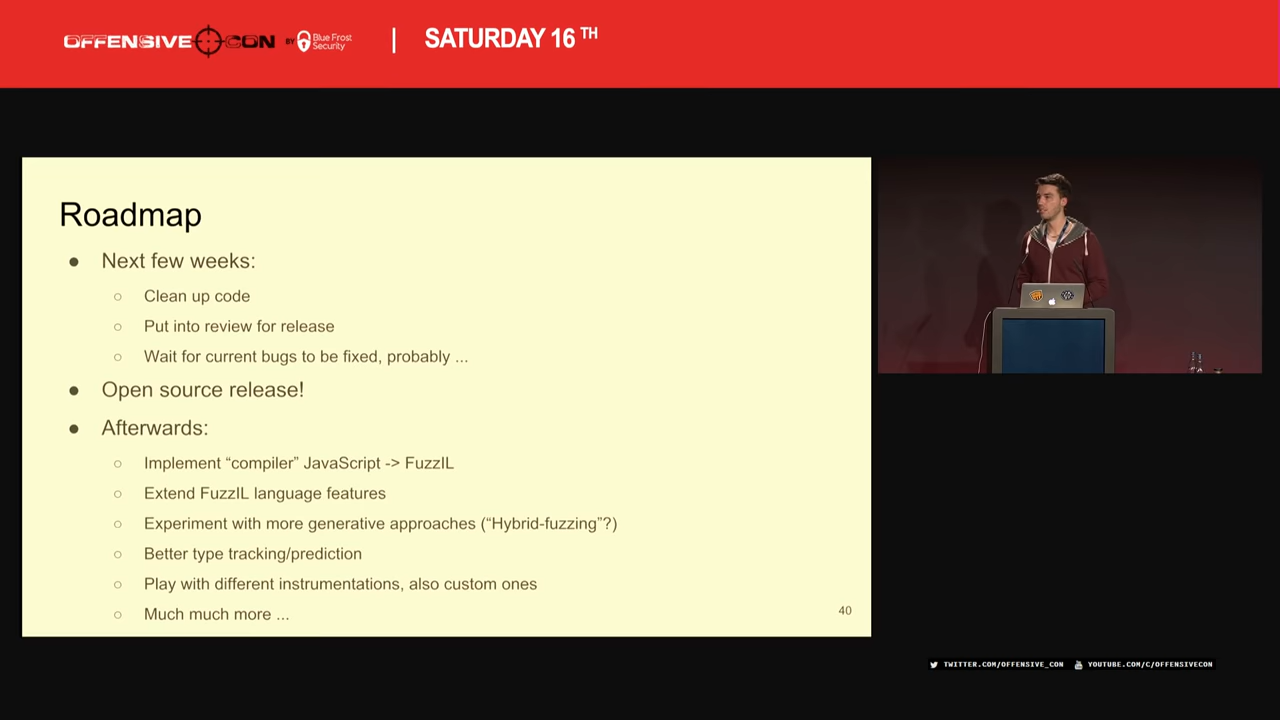 OFFENSIVE CON BY Blue Frost Security | SATURDAY 16 TH
Roadmap
● Next few weeks:
○ Clean up code
○ Put into review for release
○ Wait for current bugs to be fixed, probably ...
● Open source release!
● Afterwards:
○ Implement “compiler” JavaScript -> FuzzIL
○ Extend FuzzIL language features
○ Experiment with more generative approaches (“Hybrid-fuzzing”?)
○ Better type tracking/prediction
○ Play with different instrumentations, also custom ones
○ Much much more ...
40
TWITTER.COM/OFFENSIVE_CON YOUTUBE.COM/C/OFFENSIVECON